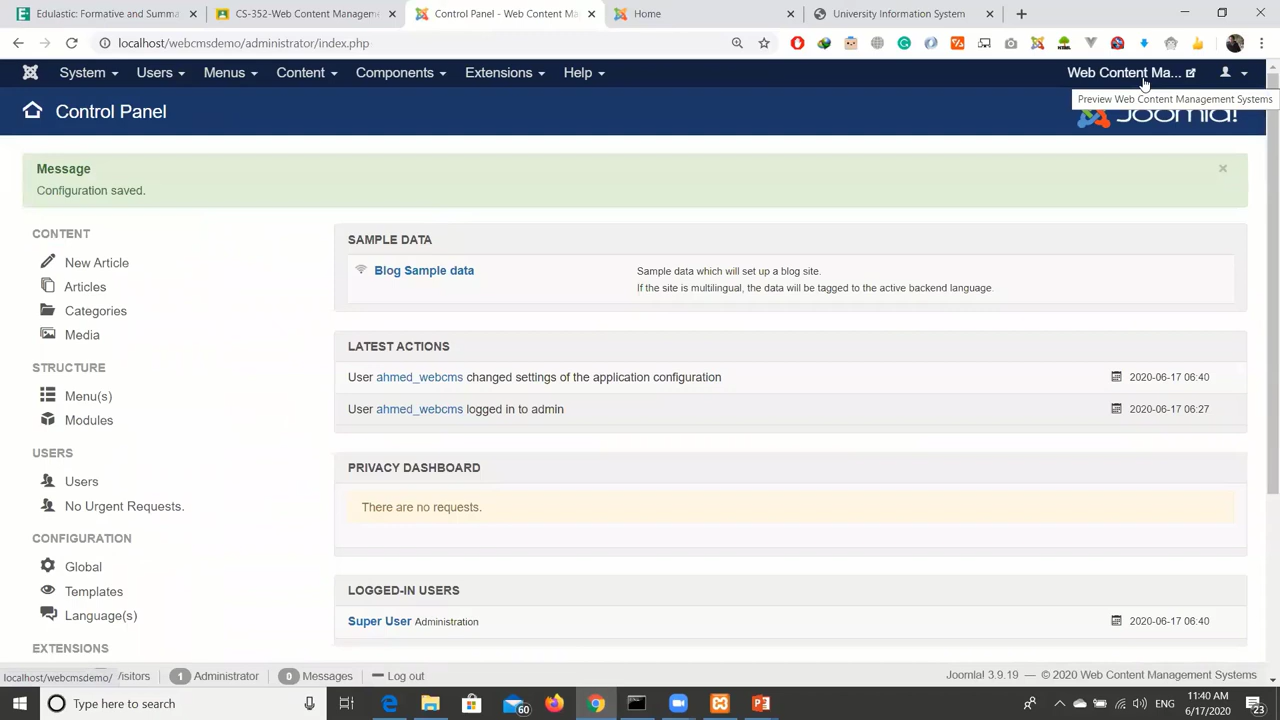 Edulastic: Formative and Summa
CS-352-Web Content Managem
Control Panel - Web Content Ma
Home
University Information System
localhost/webcmsdemo/administrator/index.php
System
Users
Menus
Content
Components
Extensions
Help
Web Content Ma...
Preview Web Content Management Systems
Control Panel
Joomla!
Message
Configuration saved.
CONTENT
New Article
Articles
Categories
Media
STRUCTURE
Menu(s)
Modules
USERS
Users
No Urgent Requests.
CONFIGURATION
Global
Templates
Language(s)
EXTENSIONS
SAMPLE DATA
Blog Sample data
Sample data which will set up a blog site.
If the site is multilingual, the data will be tagged to the active backend language.
LATEST ACTIONS
User ahmed_webcms changed settings of the application configuration 2020-06-17 06:40
User ahmed_webcms logged in to admin 2020-06-17 06:27
PRIVACY DASHBOARD
There are no requests.
LOGGED-IN USERS
Super User Administration 2020-06-17 06:40
localhost/webcmsdemo/
isitors
1 Administrator
0 Messages
Log out
Joomla! 3.9.19 — © 2020 Web Content Management Systems
Type here to search
60
ENG
11:40 AM
6/17/2020
23